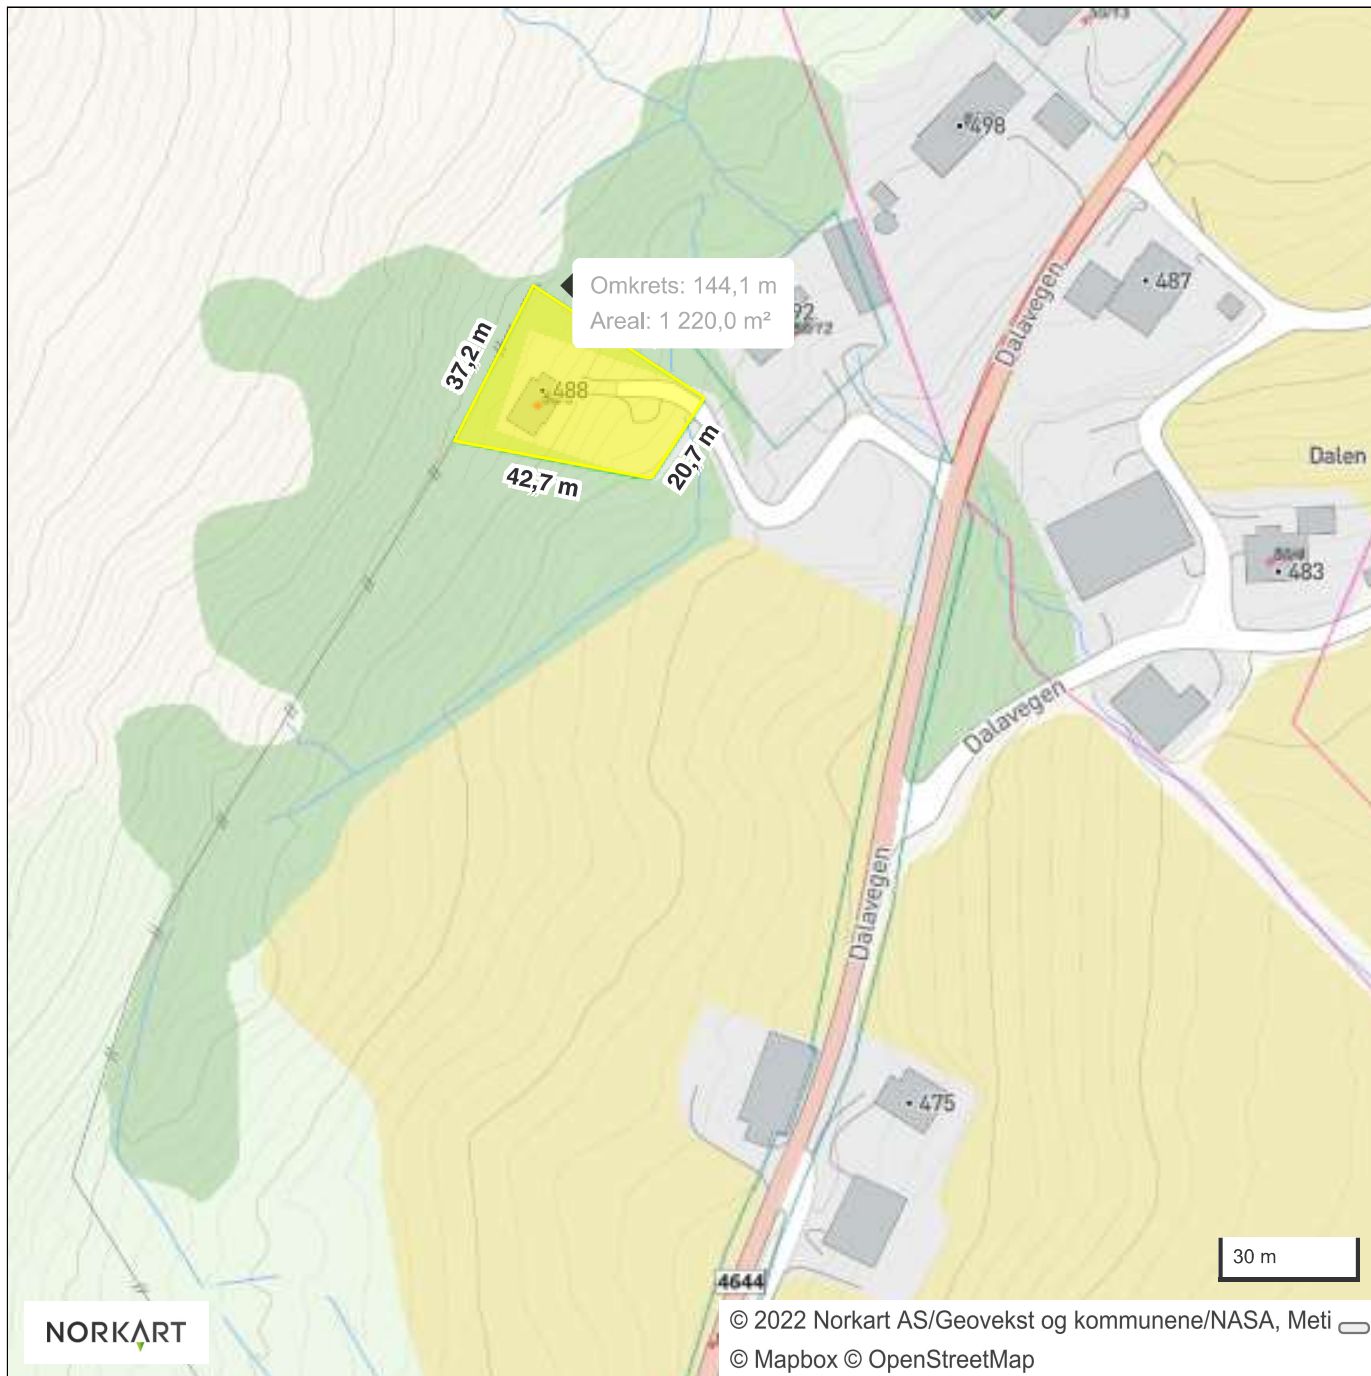 498
487
Dalavegen
Omkrets: 144,1 m
Areal: 1 220,0 m²
92
37,2 m
488
20,7 m
42,7 m
Dalen
483
Dalavegen
Dalavegen
475
4644
30 m
NORKART
© 2022 Norkart AS/Geovekst og kommunene/NASA, Meti
© Mapbox © OpenStreetMap